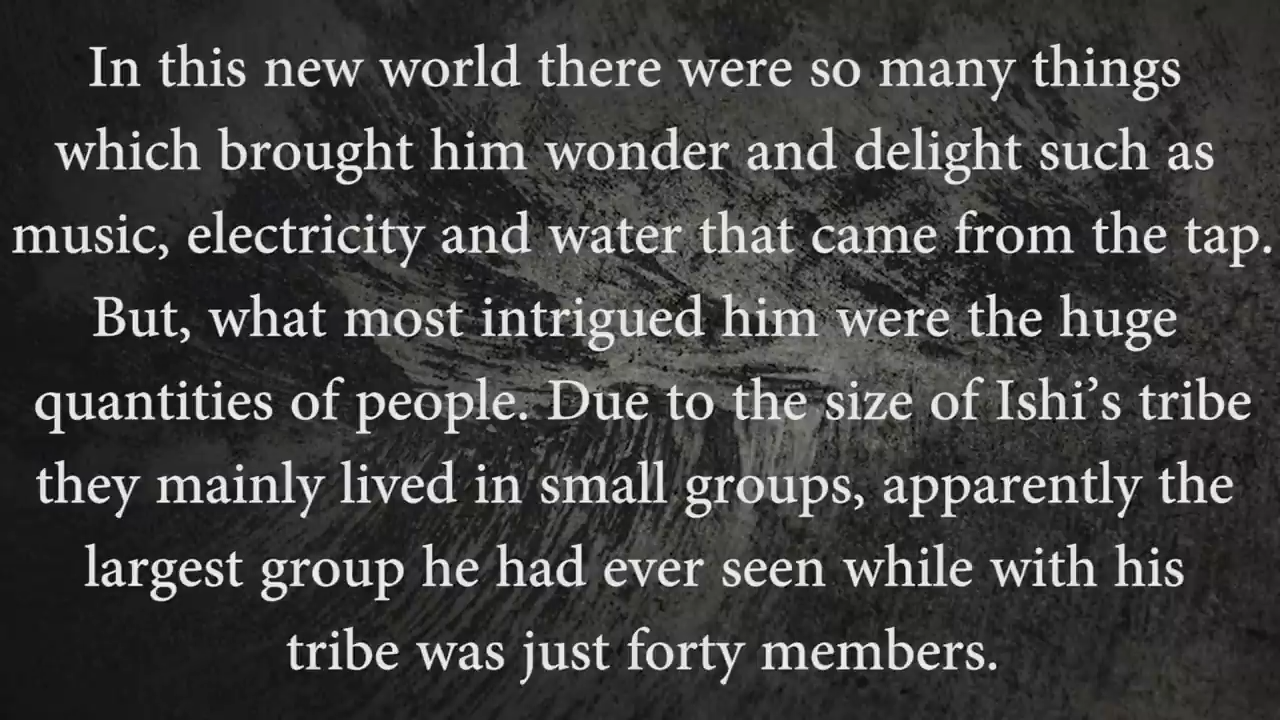 In this new world there were so many things
which brought him wonder and delight such as
music, electricity and water that came from the tap.
But, what most intrigued him were the huge
quantities of people. Due to the size of Ishi’s tribe
they mainly lived in small groups, apparently the
largest group he had ever seen while with his
tribe was just forty members.